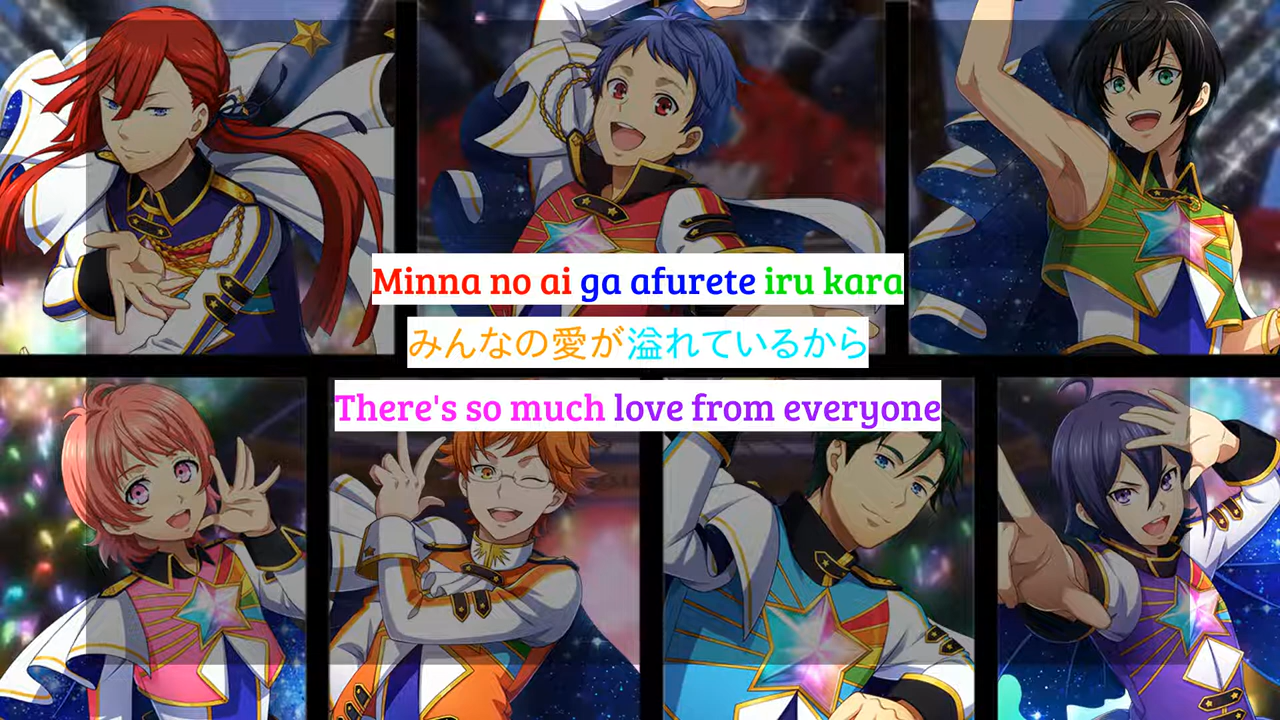 Minna no ai ga afurete iru kara
みんなの愛が溢れているから
There's so much love from everyone